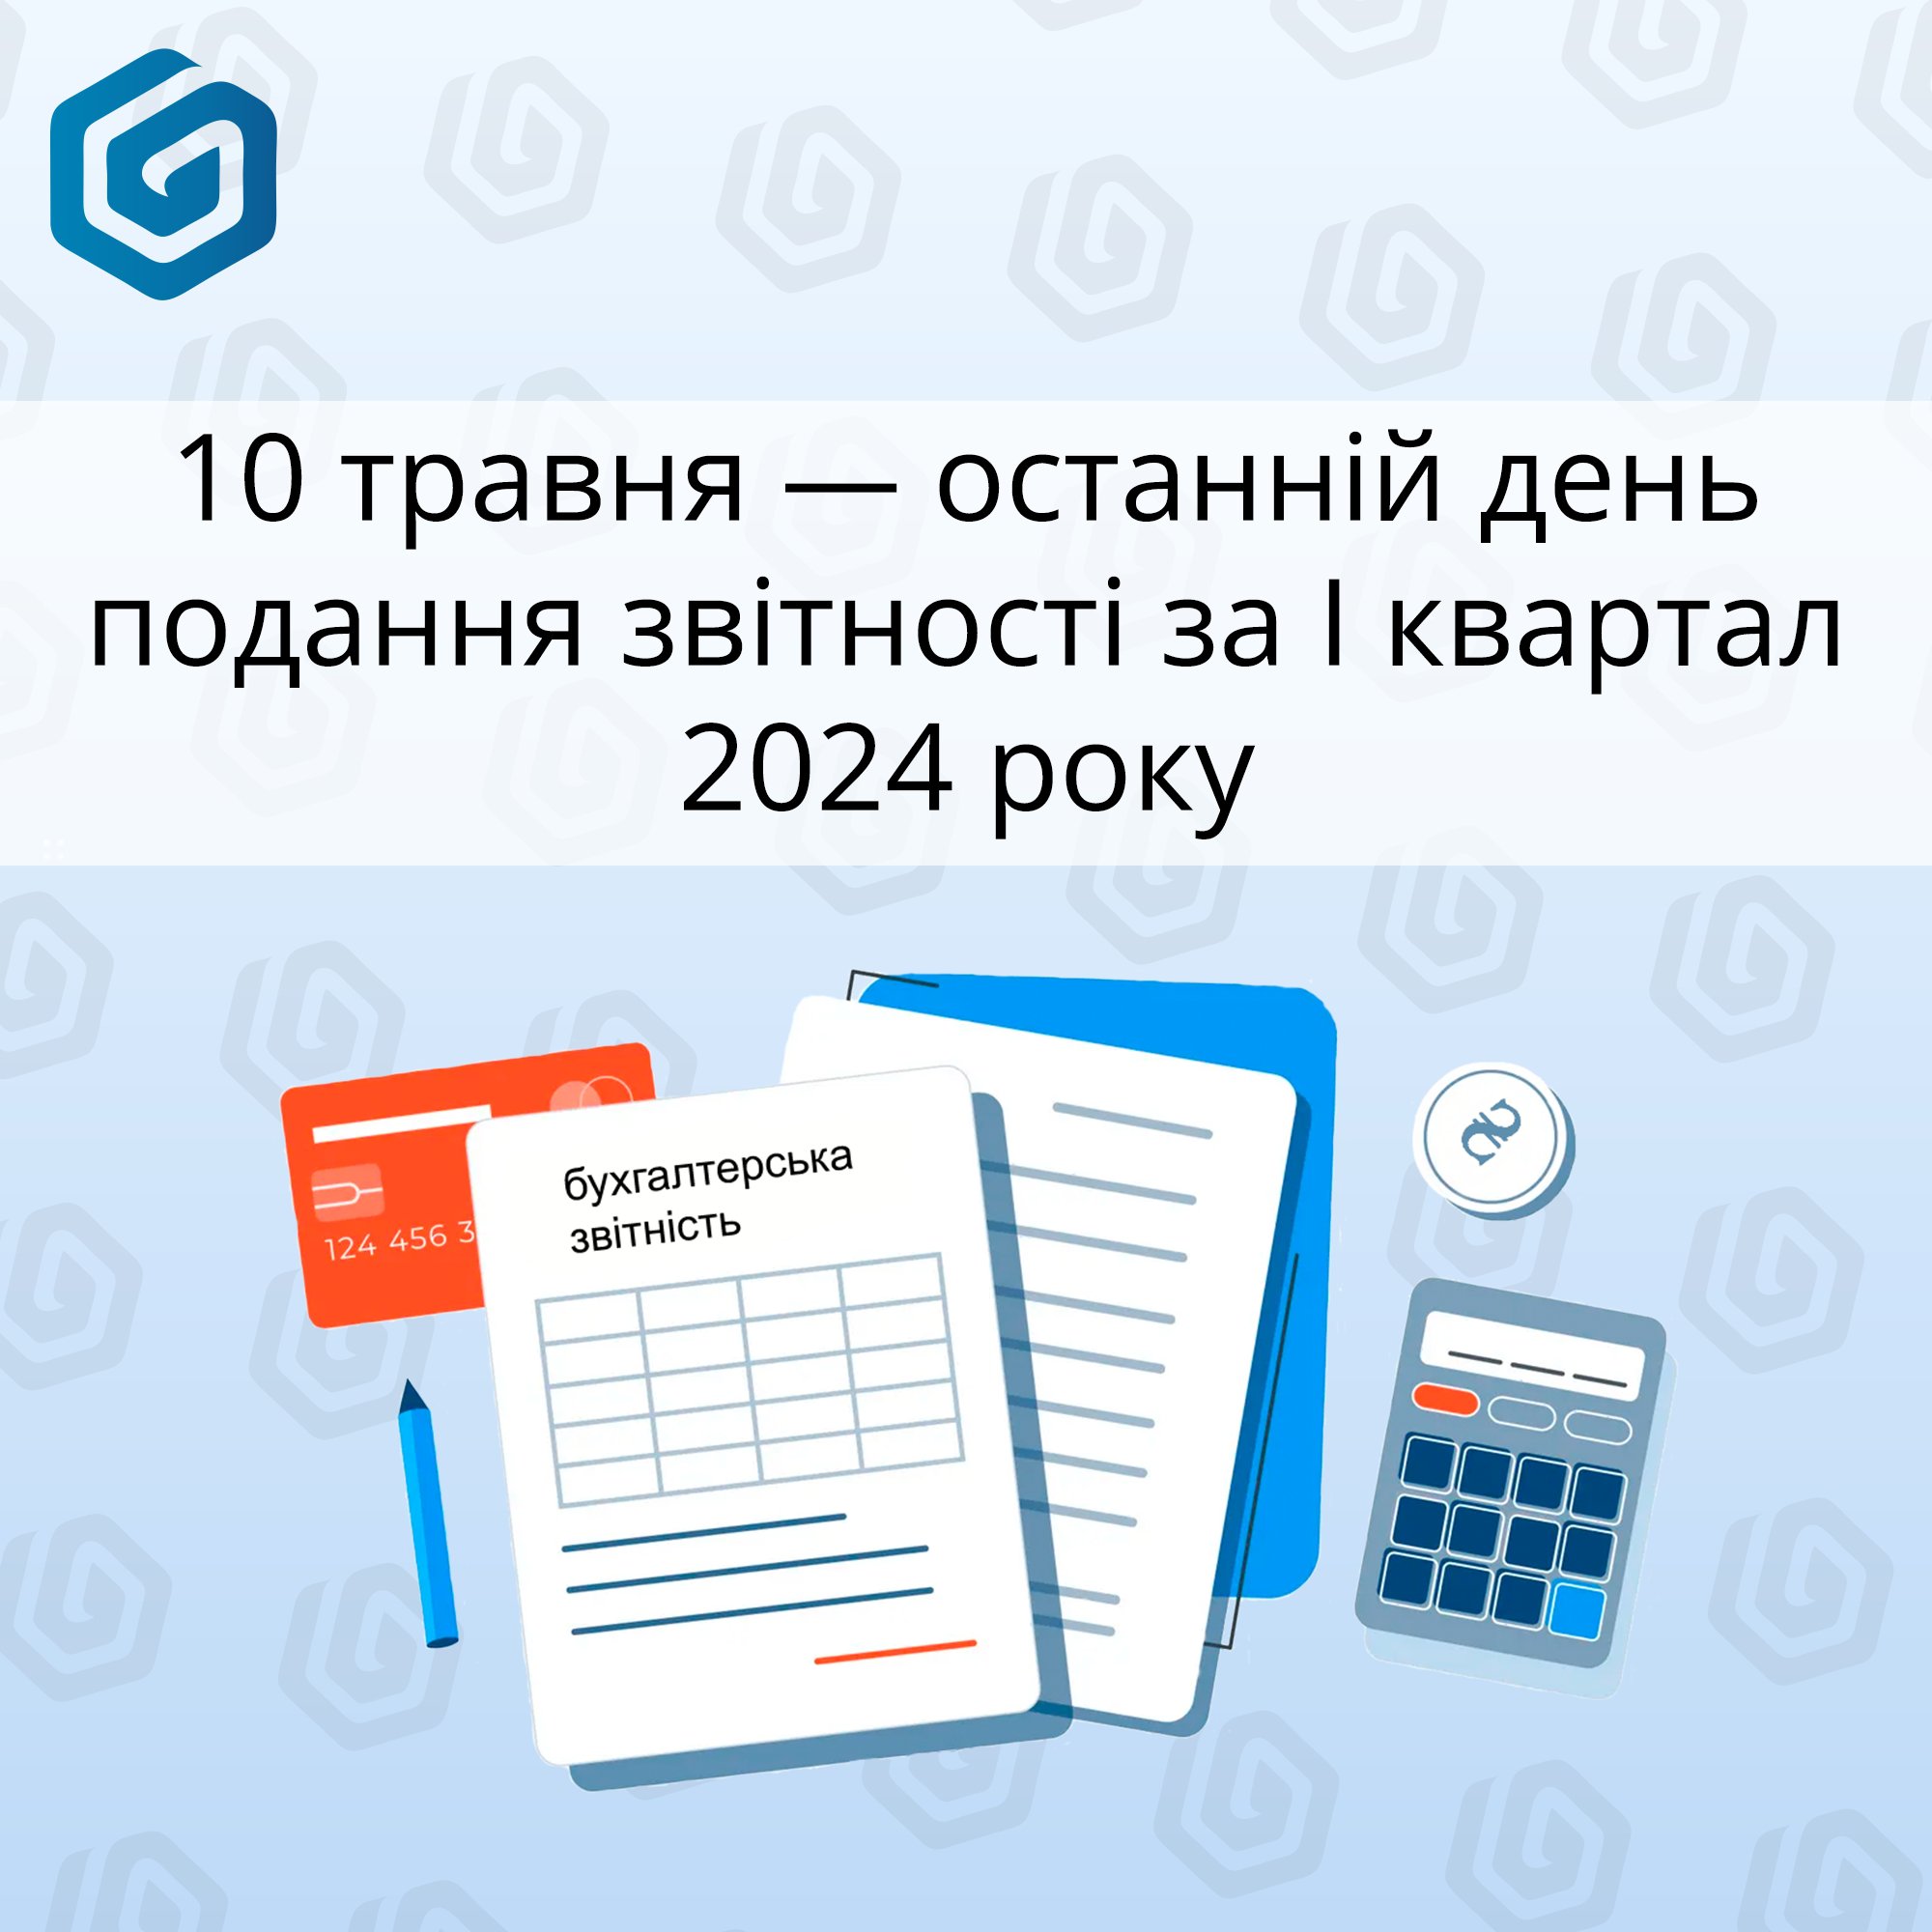 10 травня — останній день
подання звітності за І квартал
2024 року
124 456 3
бухгалтерська
звітність